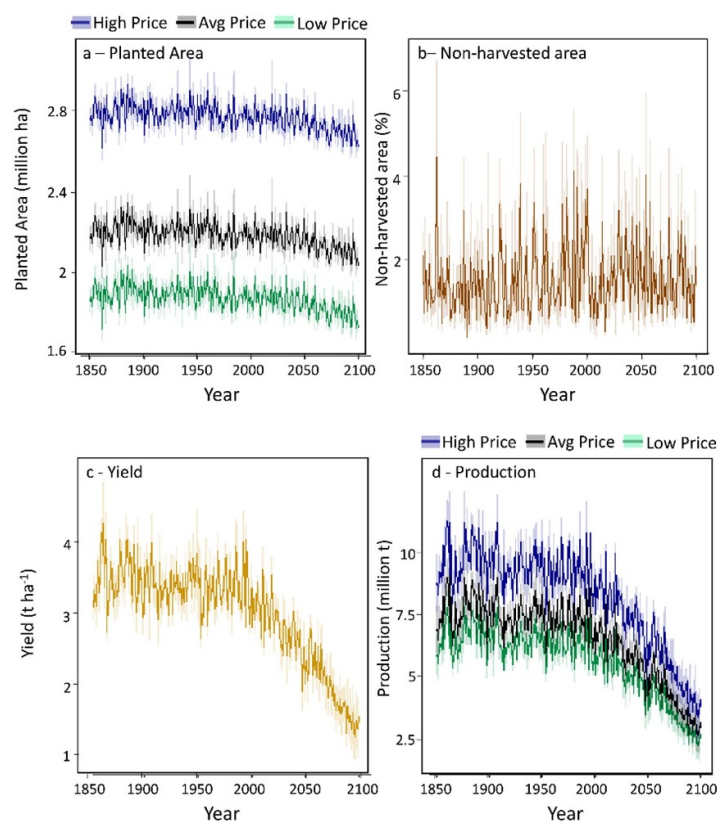 High Price Avg Price Low Price
a – Planted Area
Planted Area (million ha)
2.8
2.4
2
1.6
1850 1900 1950 2000 2050 2100
Year
b– Non-harvested area
Non-harvested area (%)
6
4
2
1850 1900 1950 2000 2050 2100
Year
c - Yield
Yield (t ha⁻¹)
4
3
2
1
1850 1900 1950 2000 2050 2100
Year
High Price Avg Price Low Price
d - Production
Production (million t)
10
7.5
5
2.5
1850 1900 1950 2000 2050 2100
Year